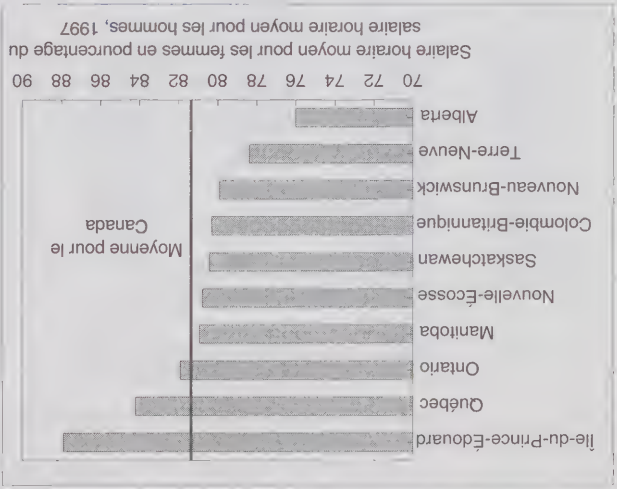 Île-du-Prince-Édouard
Québec
Ontario
Manitoba
Nouvelle-Écosse
Saskatchewan
Colombie-Britannique
Nouveau-Brunswick
Terre-Neuve
Alberta
Moyenne pour le
Canada
70 72 74 76 78 80 82 84 86 88 90
Salaire horaire moyen pour les femmes en pourcentage du
salaire horaire moyen pour les hommes, 1997